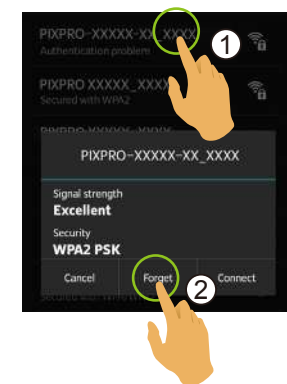 PIXPRO-XXXXX-XX_XXXX
1
Authentication problem
PIXPRO XXXXX_XXXX
Secured with WPA2
PIXPRO-XXXXX-XX_XXXX
Signal strength
Excellent
Security
WPA2 PSK
Cancel
Forget
Connect
2